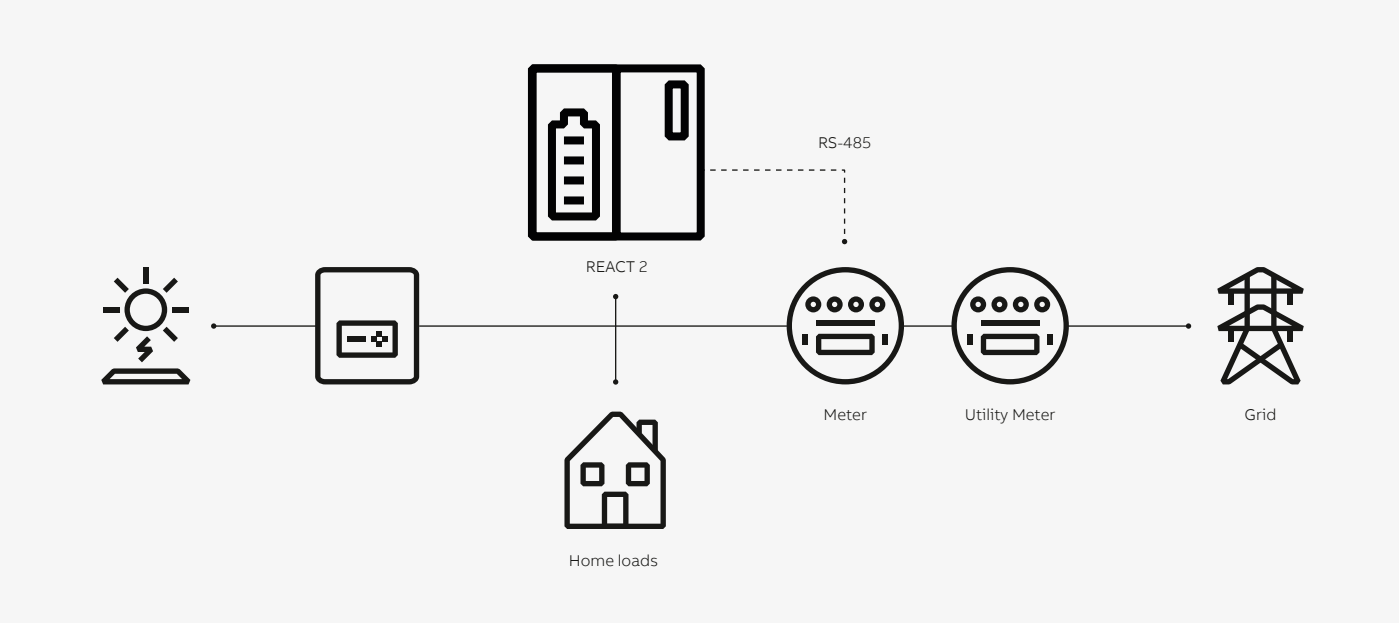 RS-485
REACT 2
Meter
Utility Meter
Grid
Home loads